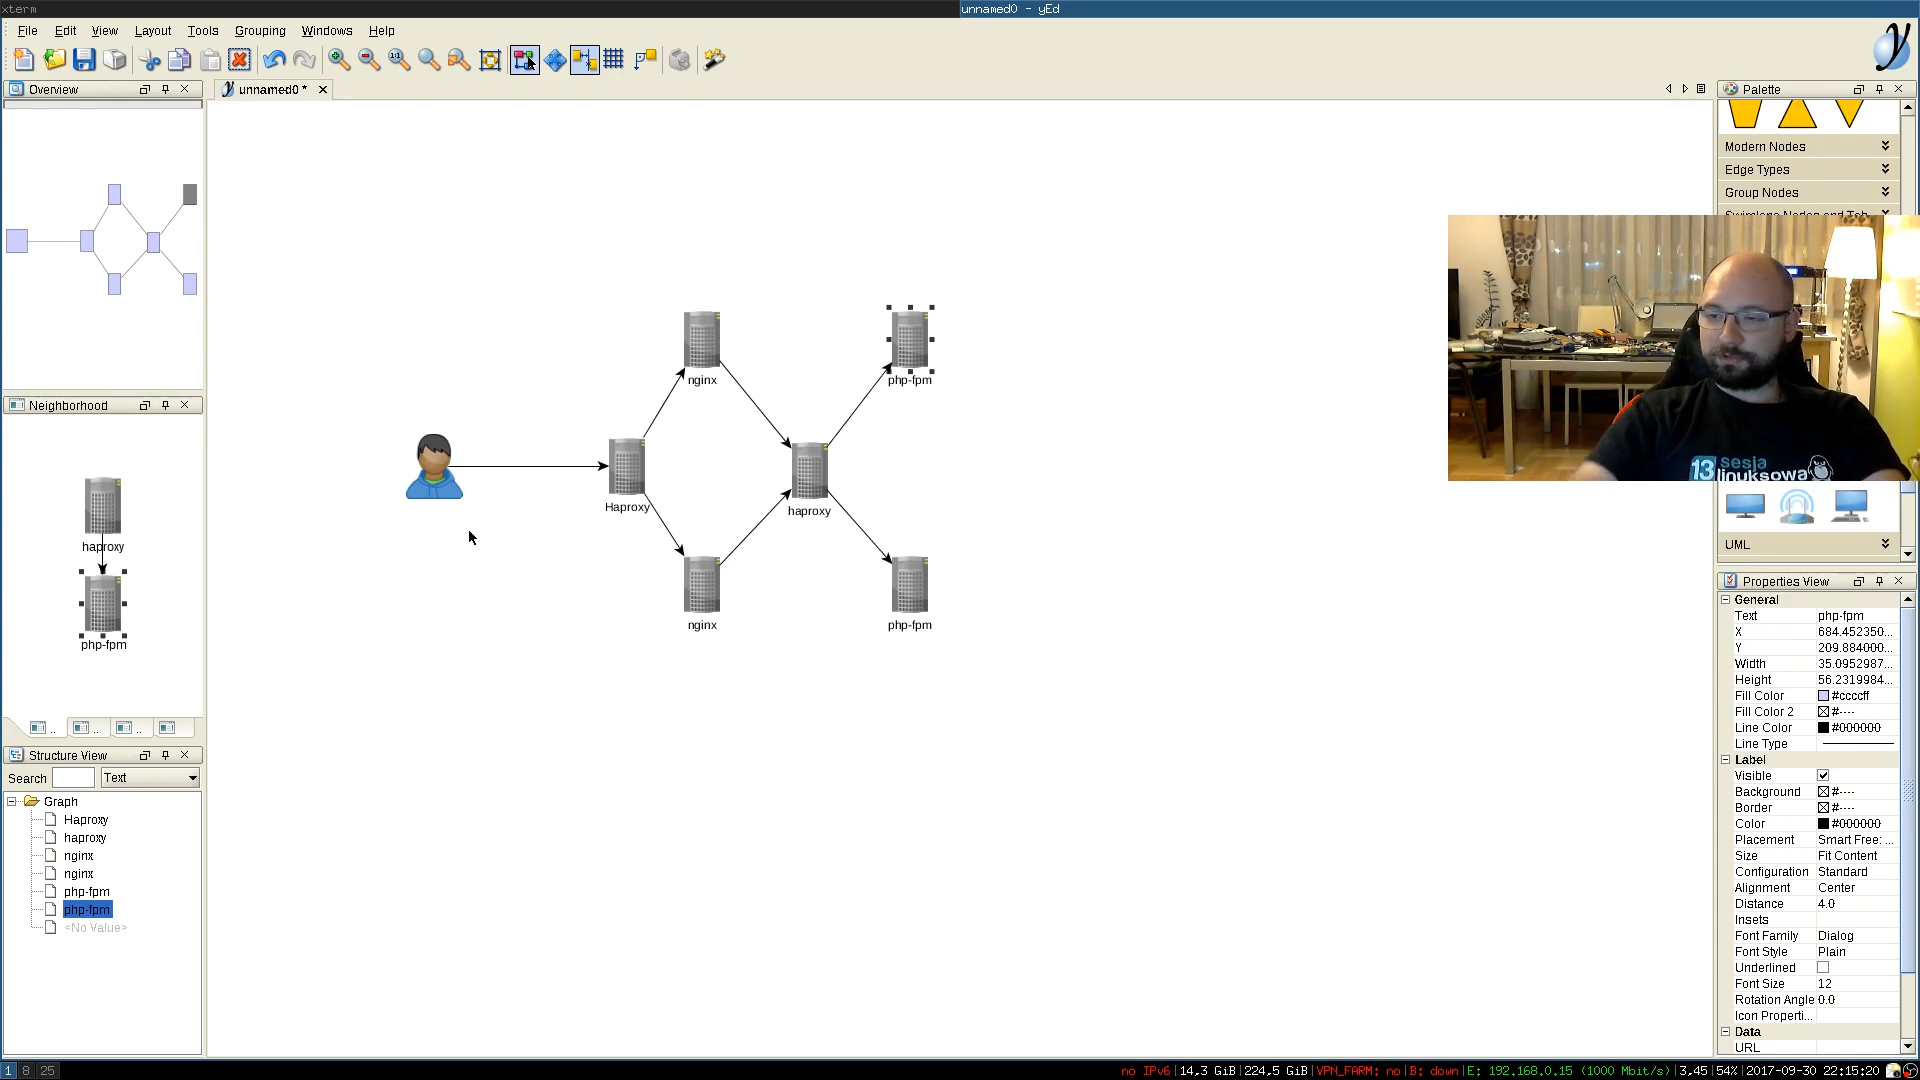 xterm
unnamed0 - yEd
File Edit View Layout Tools Grouping Windows Help
Overview
unnamed0 *
Palette
Modern Nodes
Edge Types
Group Nodes
nginx
php-fpm
Haproxy
haproxy
nginx
php-fpm
13 sesja
linuksowa
UML
Neighborhood
haproxy
php-fpm
Structure View
Search Text
Graph
Haproxy
haproxy
nginx
nginx
php-fpm
php-fpm
<No Value>
Properties View
General
Text php-fpm
X 684.452350...
Y 209.884000...
Width 35.0952987...
Height 56.2319984...
Fill Color #ccccff
Fill Color 2 #----
Line Color #000000
Line Type
Label
Visible
Background #----
Border #----
Color #000000
Placement Smart Free: ...
Size Fit Content
Configuration Standard
Alignment Center
Distance 4.0
Insets
Font Family Dialog
Font Style Plain
Underlined
Font Size 12
Rotation Angle 0.0
Icon Properti...
Data
URL
1 8 25
no IPv6|14.3 GiB|224.5 GiB|VPN_FARM: no|B: down|E: 192.168.0.15 (1000 Mbit/s)|3.45|54%|2017-09-30 22:15:20